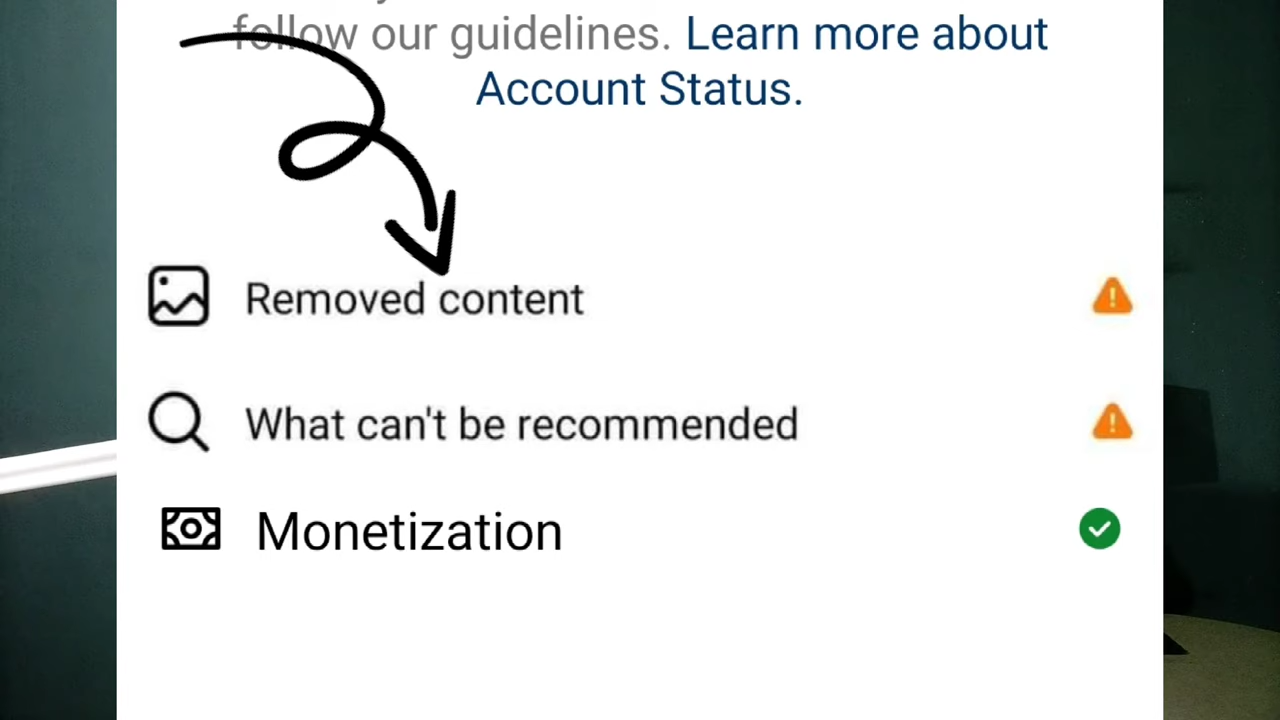 follow our guidelines. Learn more about
Account Status.
Removed content
What can't be recommended
Monetization